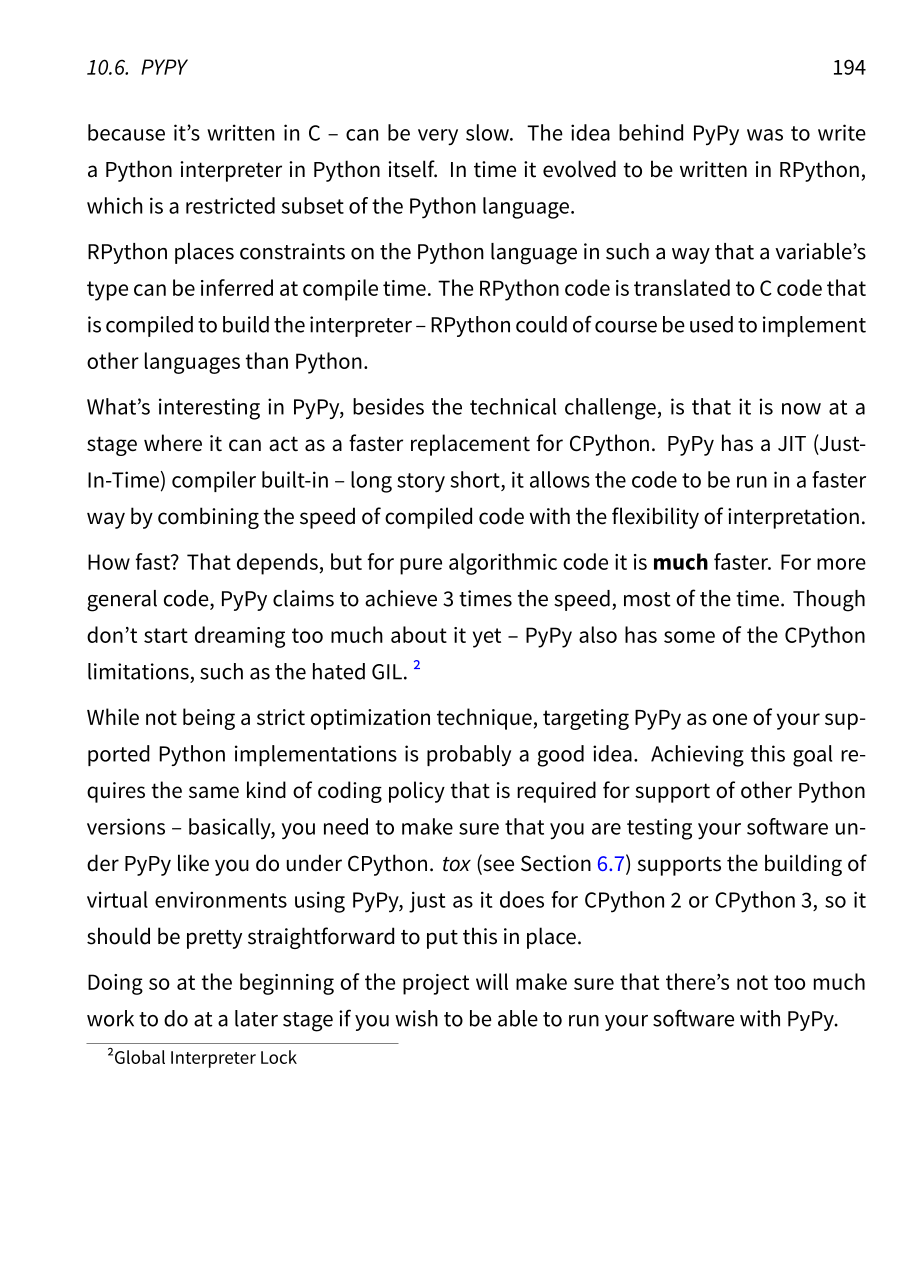 10.6. PYPY 194
because it’s written in C – can be very slow. The idea behind PyPy was to write
a Python interpreter in Python itself. In time it evolved to be written in RPython,
which is a restricted subset of the Python language.
RPython places constraints on the Python language in such a way that a variable’s
type can be inferred at compile time. The RPython code is translated to C code that
is compiled to build the interpreter – RPython could of course be used to implement
other languages than Python.
What’s interesting in PyPy, besides the technical challenge, is that it is now at a
stage where it can act as a faster replacement for CPython. PyPy has a JIT (Just-
In-Time) compiler built-in – long story short, it allows the code to be run in a faster
way by combining the speed of compiled code with the flexibility of interpretation.
How fast? That depends, but for pure algorithmic code it is much faster. For more
general code, PyPy claims to achieve 3 times the speed, most of the time. Though
don’t start dreaming too much about it yet – PyPy also has some of the CPython
limitations, such as the hated GIL. 2
While not being a strict optimization technique, targeting PyPy as one of your sup-
ported Python implementations is probably a good idea. Achieving this goal re-
quires the same kind of coding policy that is required for support of other Python
versions – basically, you need to make sure that you are testing your software un-
der PyPy like you do under CPython. tox (see Section 6.7) supports the building of
virtual environments using PyPy, just as it does for CPython 2 or CPython 3, so it
should be pretty straightforward to put this in place.
Doing so at the beginning of the project will make sure that there’s not too much
work to do at a later stage if you wish to be able to run your software with PyPy.
2Global Interpreter Lock